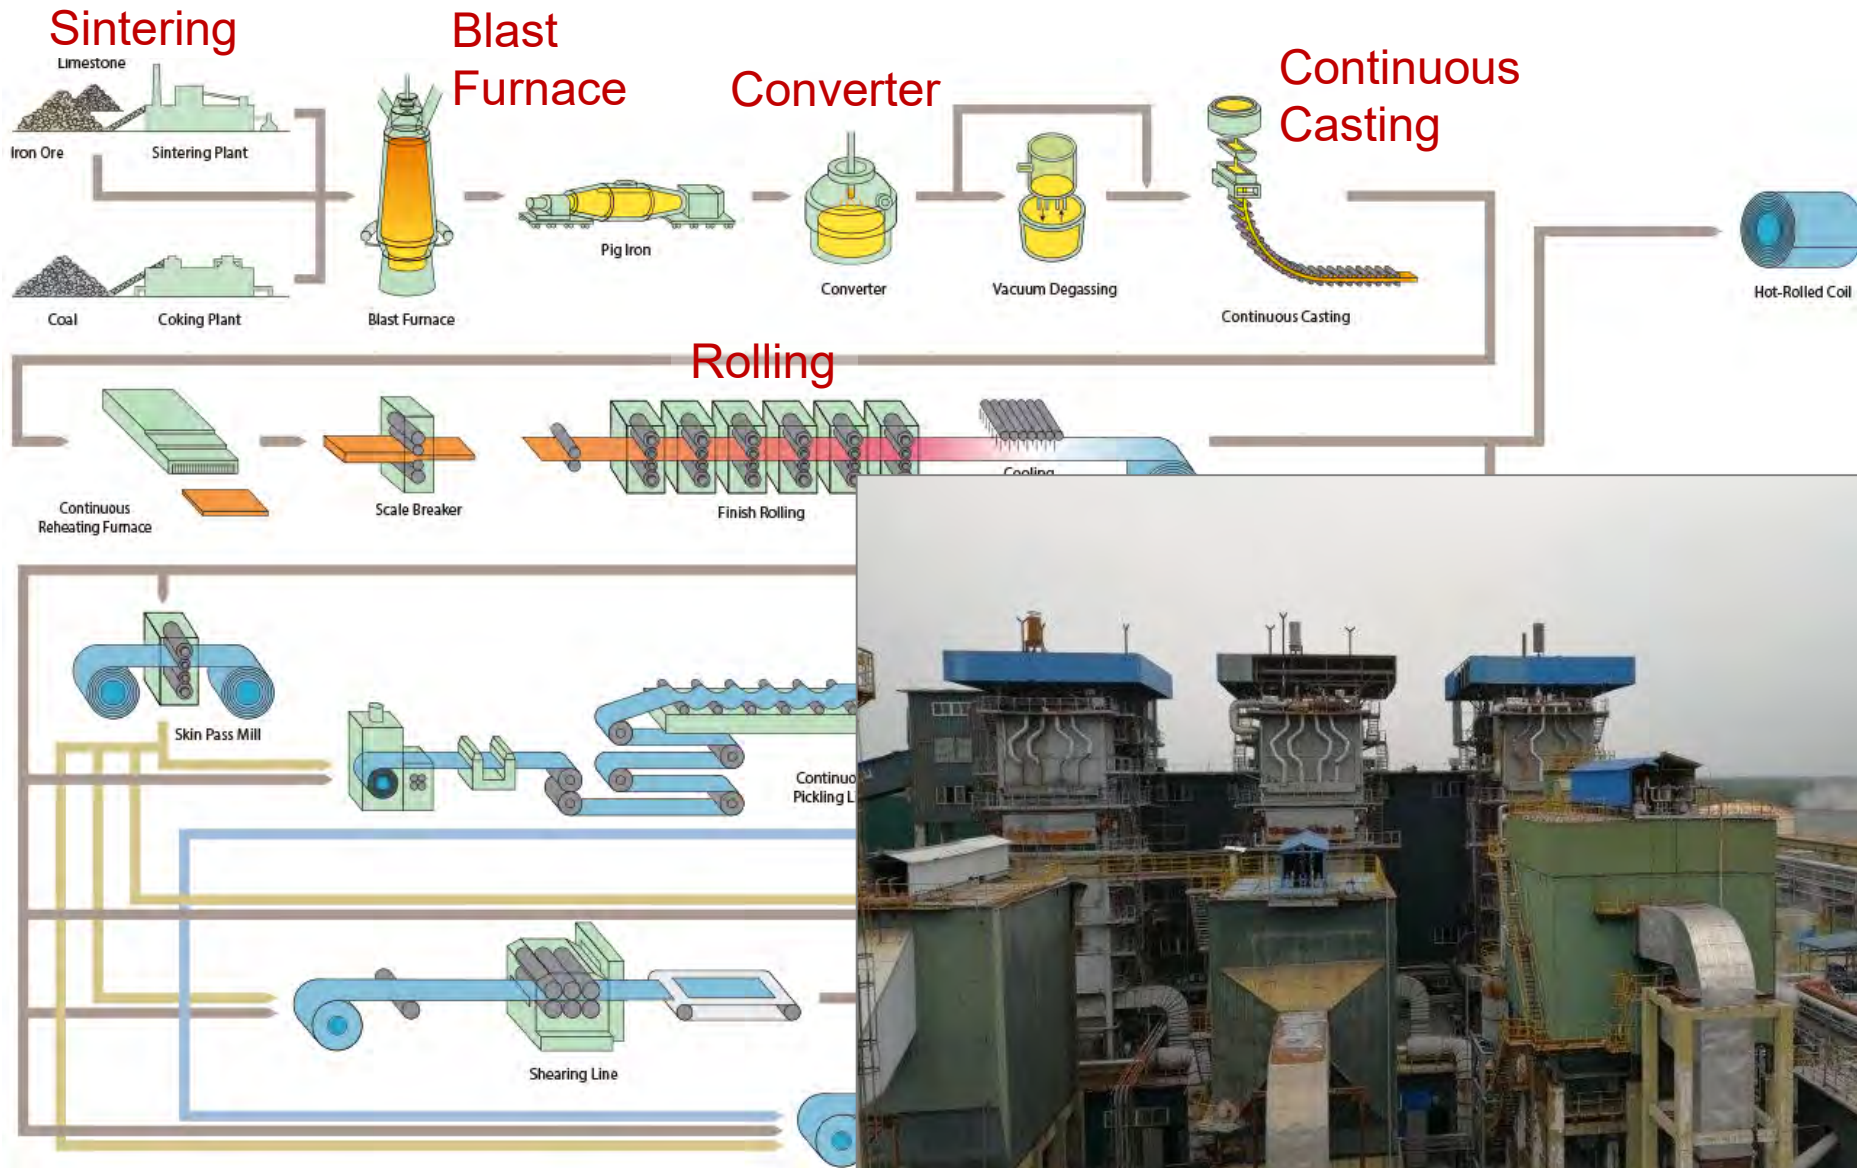 Sintering
Blast
Furnace
Converter
Continuous
Casting
Limestone
Iron Ore
Sintering Plant
Coal
Coking Plant
Blast Furnace
Pig Iron
Converter
Vacuum Degassing
Continuous Casting
Hot-Rolled Coil
Rolling
Continuous
Reheating Furnace
Scale Breaker
Finish Rolling
Cooling
Skin Pass Mill
Continuo
Pickling L
Shearing Line